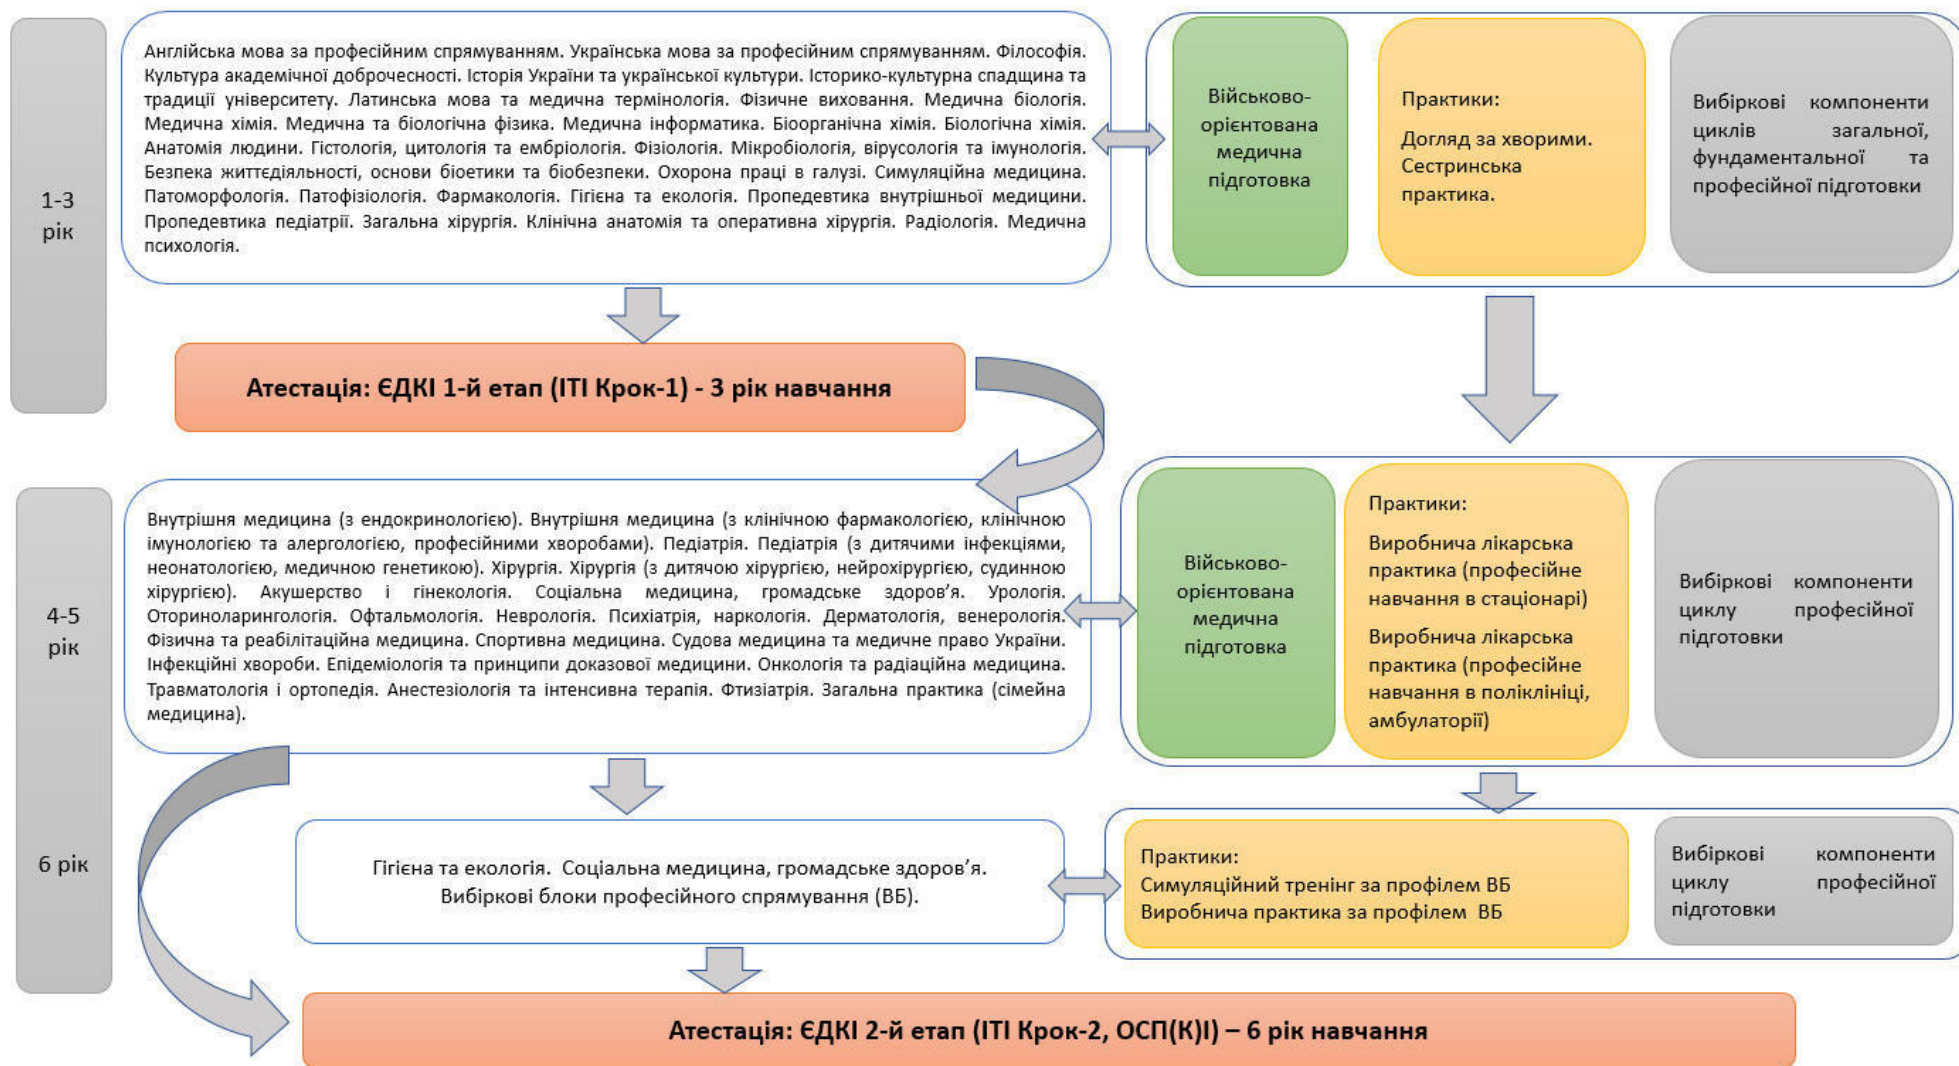 1-3
рік
Англійська мова за професійним спрямуванням. Українська мова за професійним спрямуванням. Філософія.
Культура академічної доброчесності. Історія України та української культури. Історико-культурна спадщина та
традиції університету. Латинська мова та медична термінологія. Фізичне виховання. Медична біологія.
Медична хімія. Медична та біологічна фізика. Медична інформатика. Біоорганічна хімія. Біологічна хімія.
Анатомія людини. Гістологія, цитологія та ембріологія. Фізіологія. Мікробіологія, вірусологія та імунологія.
Безпека життєдіяльності, основи біоетики та біобезпеки. Охорона праці в галузі. Симуляційна медицина.
Патоморфологія. Патофізіологія. Фармакологія. Гігієна та екологія. Пропедевтика внутрішньої медицини.
Пропедевтика педіатрії. Загальна хірургія. Клінічна анатомія та оперативна хірургія. Радіологія. Медична
психологія.
Військово-
орієнтована
медична
підготовка
Практики:
Догляд за хворими.
Сестринська
практика.
Вибіркові компоненти
циклів загальної,
фундаментальної та
професійної підготовки
Атестація: ЄДКІ 1-й етап (ІТІ Крок-1) - 3 рік навчання
4-5
рік
Внутрішня медицина (з ендокринологією). Внутрішня медицина (з клінічною фармакологією, клінічною
імунологією та алергологією, професійними хворобами). Педіатрія. Педіатрія (з дитячими інфекціями,
неонатологією, медичною генетикою). Хірургія. Хірургія (з дитячою хірургією, нейрохірургією, судинною
хірургією). Акушерство і гінекологія. Соціальна медицина, громадське здоров’я. Урологія.
Оториноларингологія. Офтальмологія. Неврологія. Психіатрія, наркологія. Дерматологія, венерологія.
Фізична та реабілітаційна медицина. Спортивна медицина. Судова медицина та медичне право України.
Інфекційні хвороби. Епідеміологія та принципи доказової медицини. Онкологія та радіаційна медицина.
Травматологія і ортопедія. Анестезіологія та інтенсивна терапія. Фтизіатрія. Загальна практика (сімейна
медицина).
Військово-
орієнтована
медична
підготовка
Практики:
Виробнича лікарська
практика (професійне
навчання в стаціонарі)
Виробнича лікарська
практика (професійне
навчання в поліклініці,
амбулаторії)
Вибіркові компоненти
циклу професійної
підготовки
6 рік
Гігієна та екологія. Соціальна медицина, громадське здоров’я.
Вибіркові блоки професійного спрямування (ВБ).
Практики:
Симуляційний тренінг за профілем ВБ
Виробнича практика за профілем ВБ
Вибіркові компоненти
циклу професійної
підготовки
Атестація: ЄДКІ 2-й етап (ІТІ Крок-2, ОСП(К)І) – 6 рік навчання